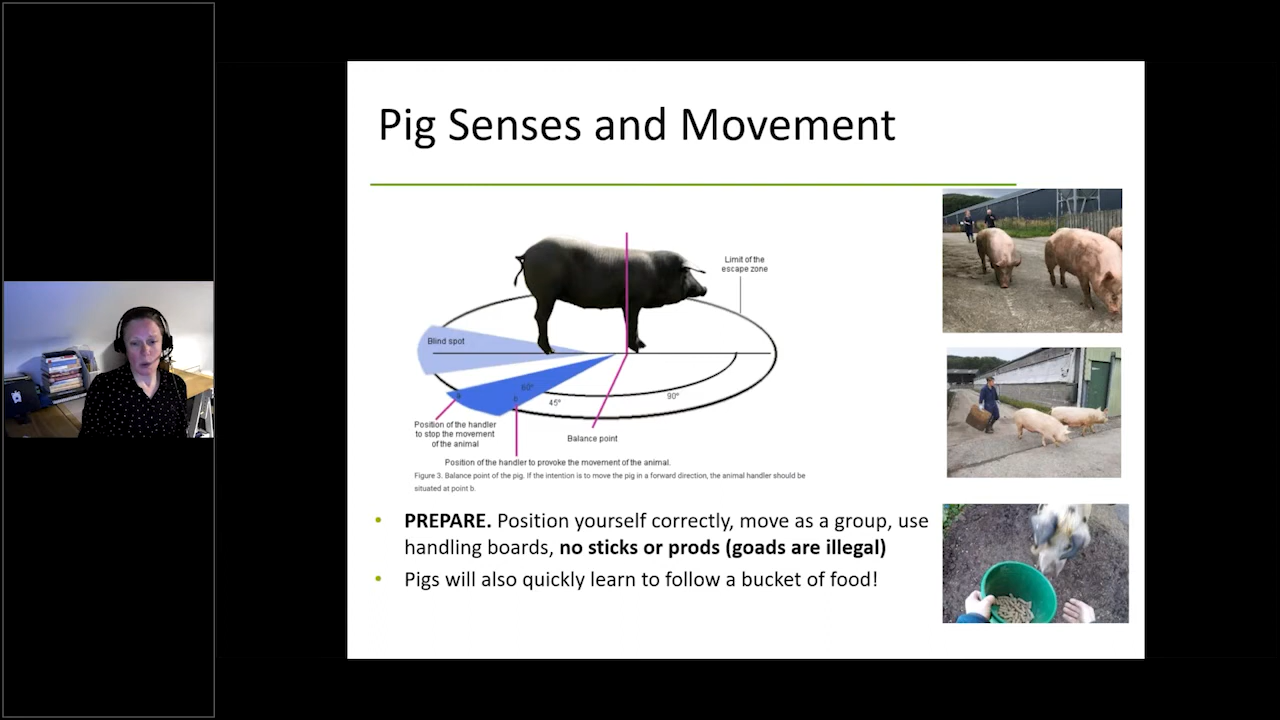 Pig Senses and Movement
Limit of the
escape zone
Blind spot
60°
a
b
45°
90°
Position of the handler
to stop the movement
of the animal
Balance point
Position of the handler to provoke the movement of the animal.
Figure 3. Balance point of the pig. If the intention is to move the pig in a forward direction, the animal handler should be
situated at point b.
• PREPARE. Position yourself correctly, move as a group, use
handling boards, no sticks or prods (goads are illegal)
• Pigs will also quickly learn to follow a bucket of food!